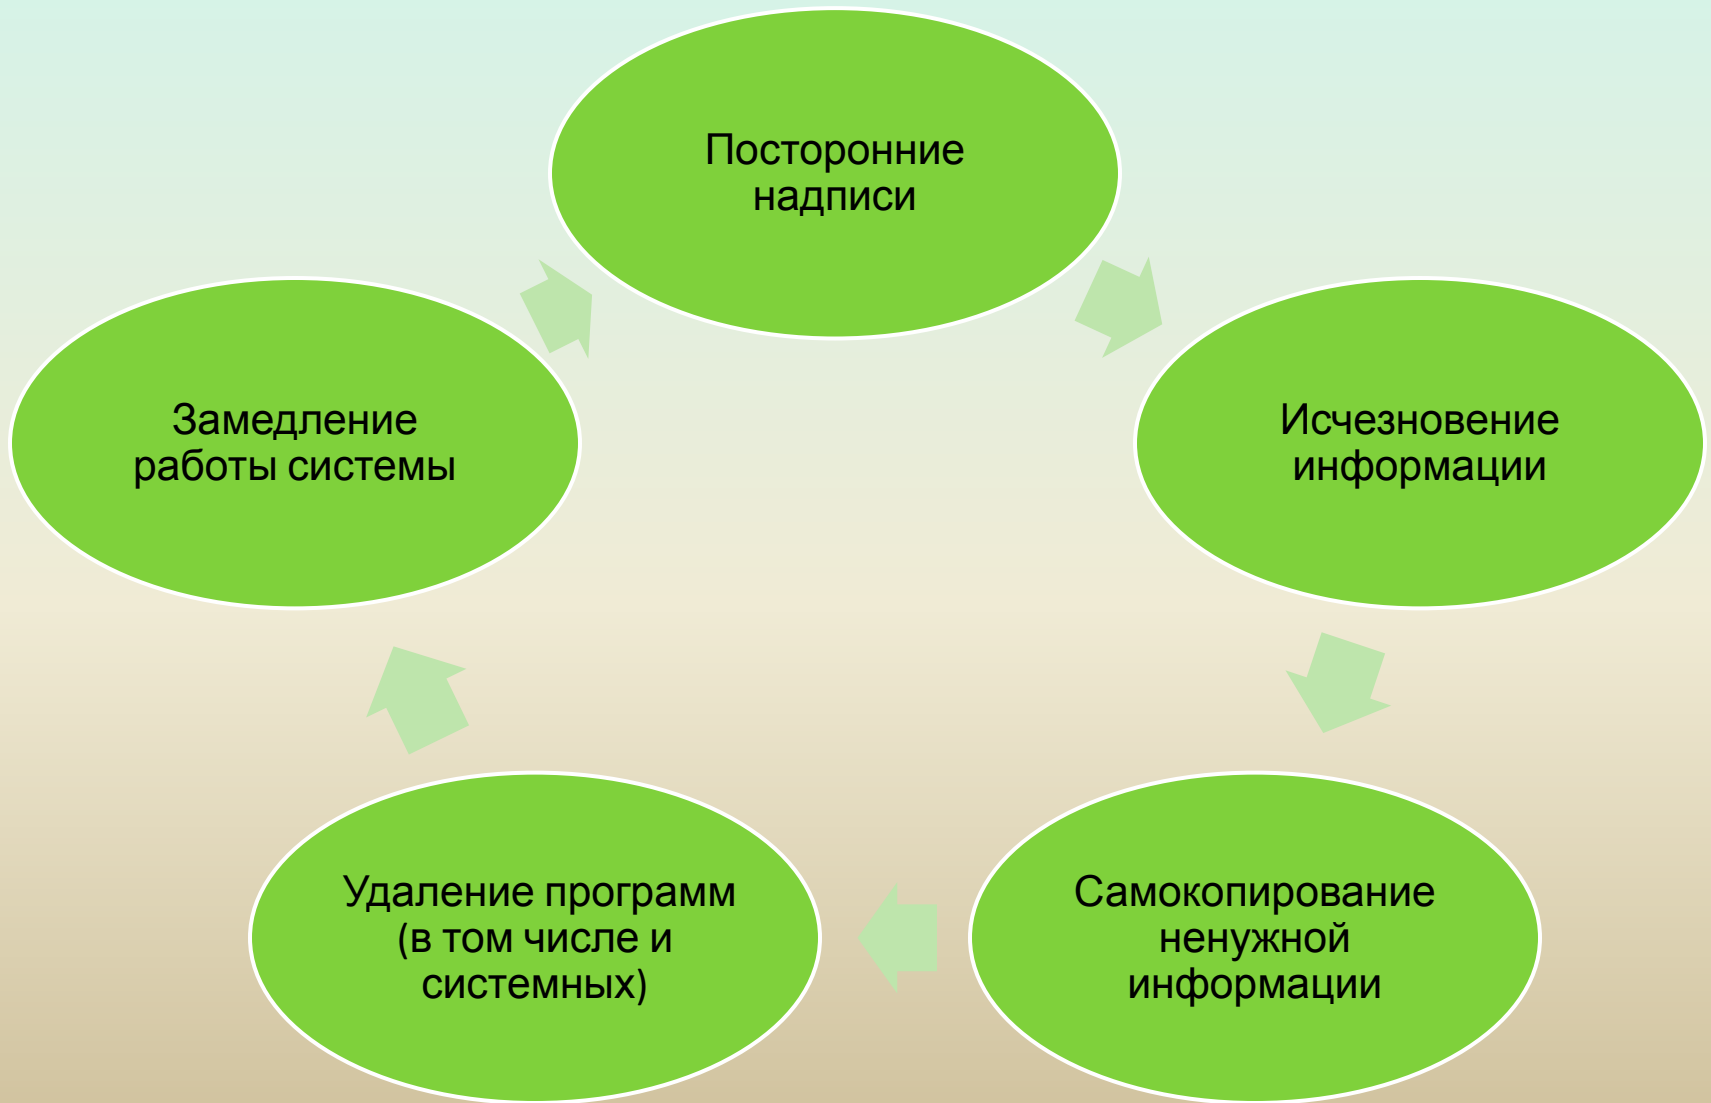 Посторонние
надписи
Исчезновение
информации
Самокопирование
ненужной
информации
Удаление программ
(в том числе и
системных)
Замедление
работы системы